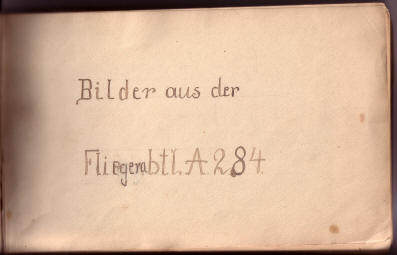 Bilder aus der
Fliegerabtl. A 284